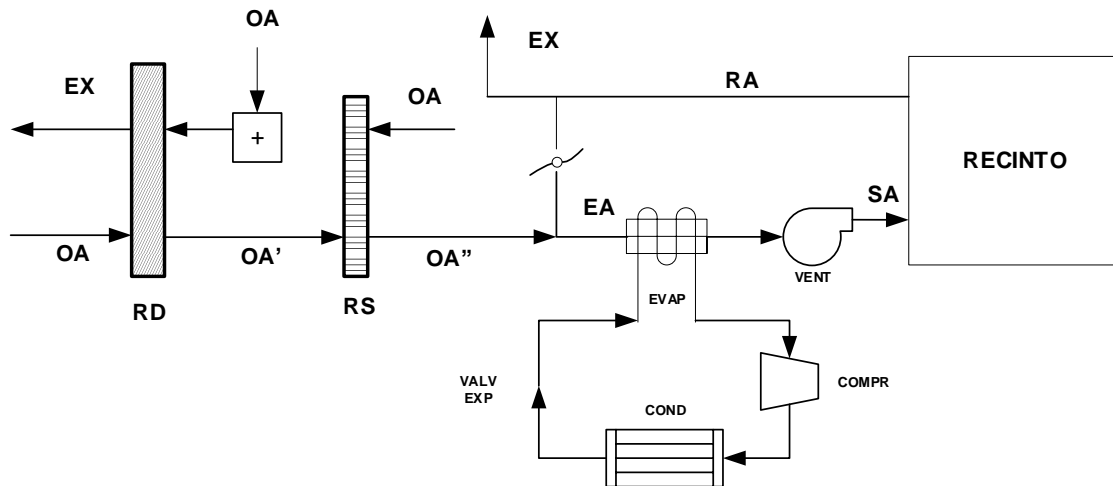 OA
EX
EX
RA
OA
+
RECINTO
SA
EA
OA
OA'
OA”
VENT
RD
RS
EVAP
VALV
EXP
COMPR
COND